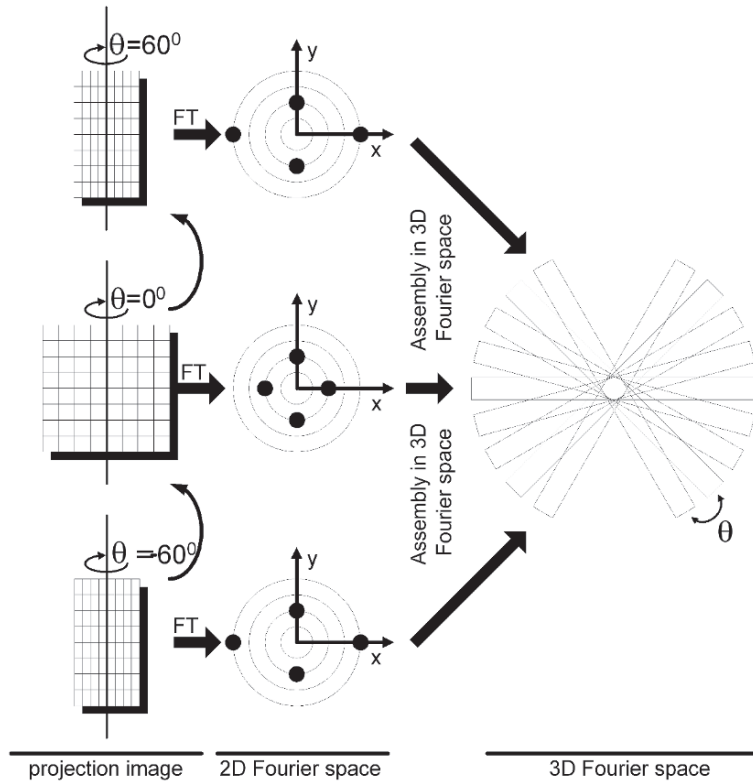 θ=60⁰
FT
y
x
θ=0⁰
FT
y
x
θ =-60⁰
FT
y
x
Assembly in 3D
Fourier space
Assembly in 3D
Fourier space
θ
projection image
2D Fourier space
3D Fourier space